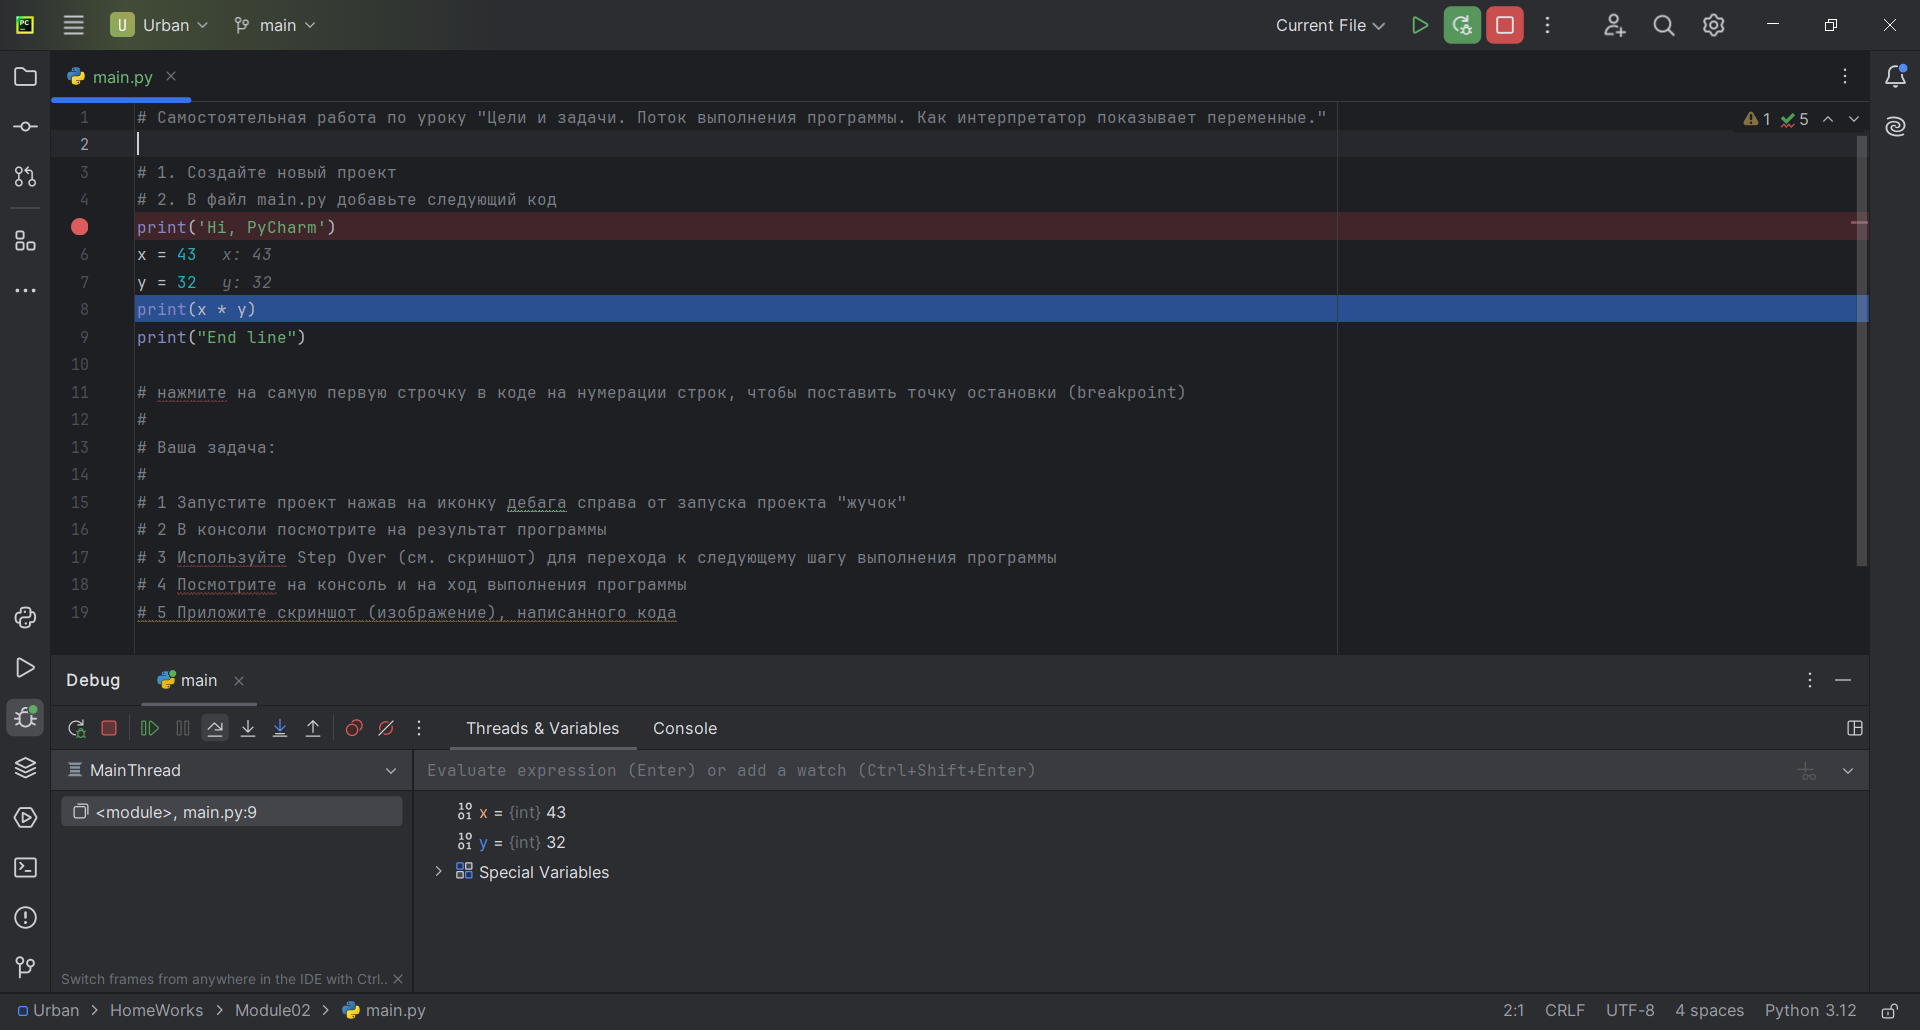 PC
U Urban main Current File
main.py
1 # Самостоятельная работа по уроку "Цели и задачи. Поток выполнения программы. Как интерпретатор показывает переменные." 1 5
2
3 # 1. Создайте новый проект
4 # 2. В файл main.py добавьте следующий код
print('Hi, PyCharm')
6 x = 43 x: 43
7 y = 32 y: 32
8 print(x * y)
9 print("End line")
10
11 # нажмите на самую первую строчку в коде на нумерации строк, чтобы поставить точку остановки (breakpoint)
12 #
13 # Ваша задача:
14 #
15 # 1 Запустите проект нажав на иконку дебага справа от запуска проекта "жучок"
16 # 2 В консоли посмотрите на результат программы
17 # 3 Используйте Step Over (см. скриншот) для перехода к следующему шагу выполнения программы
18 # 4 Посмотрите на консоль и на ход выполнения программы
19 # 5 Приложите скриншот (изображение), написанного кода
Debug main
Threads & Variables Console
MainThread Evaluate expression (Enter) or add a watch (Ctrl+Shift+Enter)
<module>, main.py:9
x = {int} 43
y = {int} 32
Special Variables
Switch frames from anywhere in the IDE with Ctrl..
Urban > HomeWorks > Module02 > main.py 2:1 CRLF UTF-8 4 spaces Python 3.12